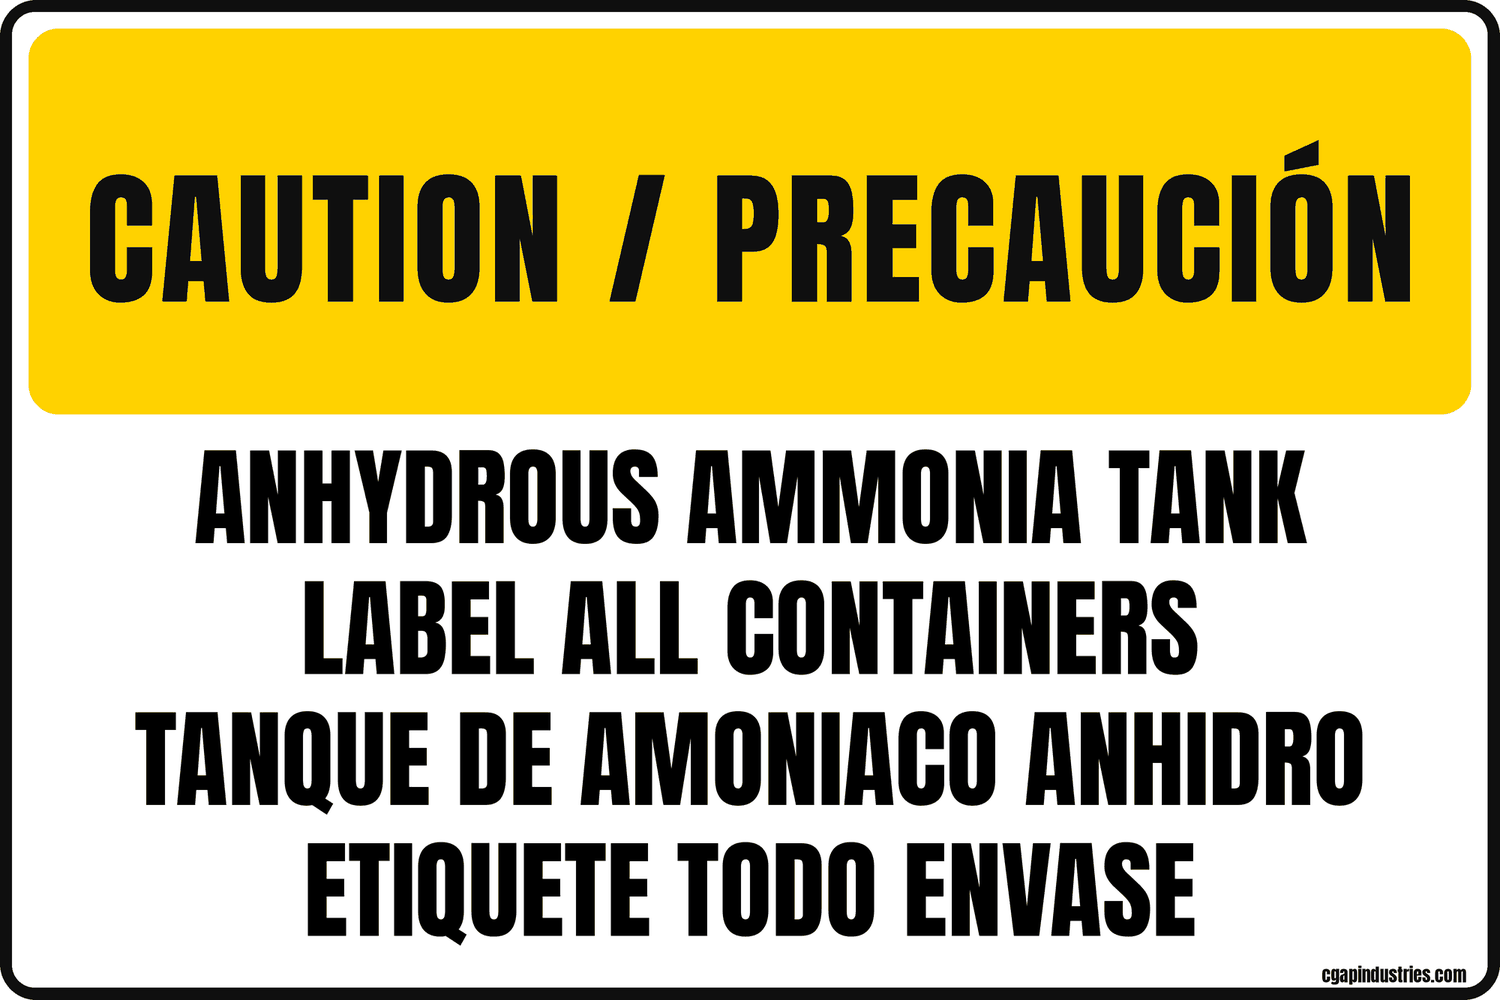 CAUTION / PRECAUCIÓN
ANHYDROUS AMMONIA TANK
LABEL ALL CONTAINERS
TANQUE DE AMONIACO ANHIDRO
ETIQUETE TODO ENVASE
cgapindustries.com